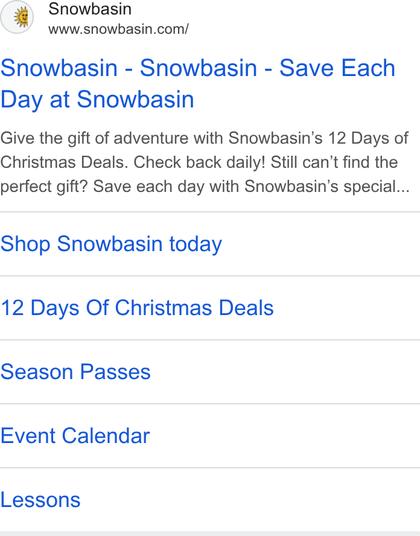 Snowbasin
www.snowbasin.com/
Snowbasin - Snowbasin - Save Each
Day at Snowbasin
Give the gift of adventure with Snowbasin’s 12 Days of
Christmas Deals. Check back daily! Still can’t find the
perfect gift? Save each day with Snowbasin’s special...
Shop Snowbasin today
12 Days Of Christmas Deals
Season Passes
Event Calendar
Lessons